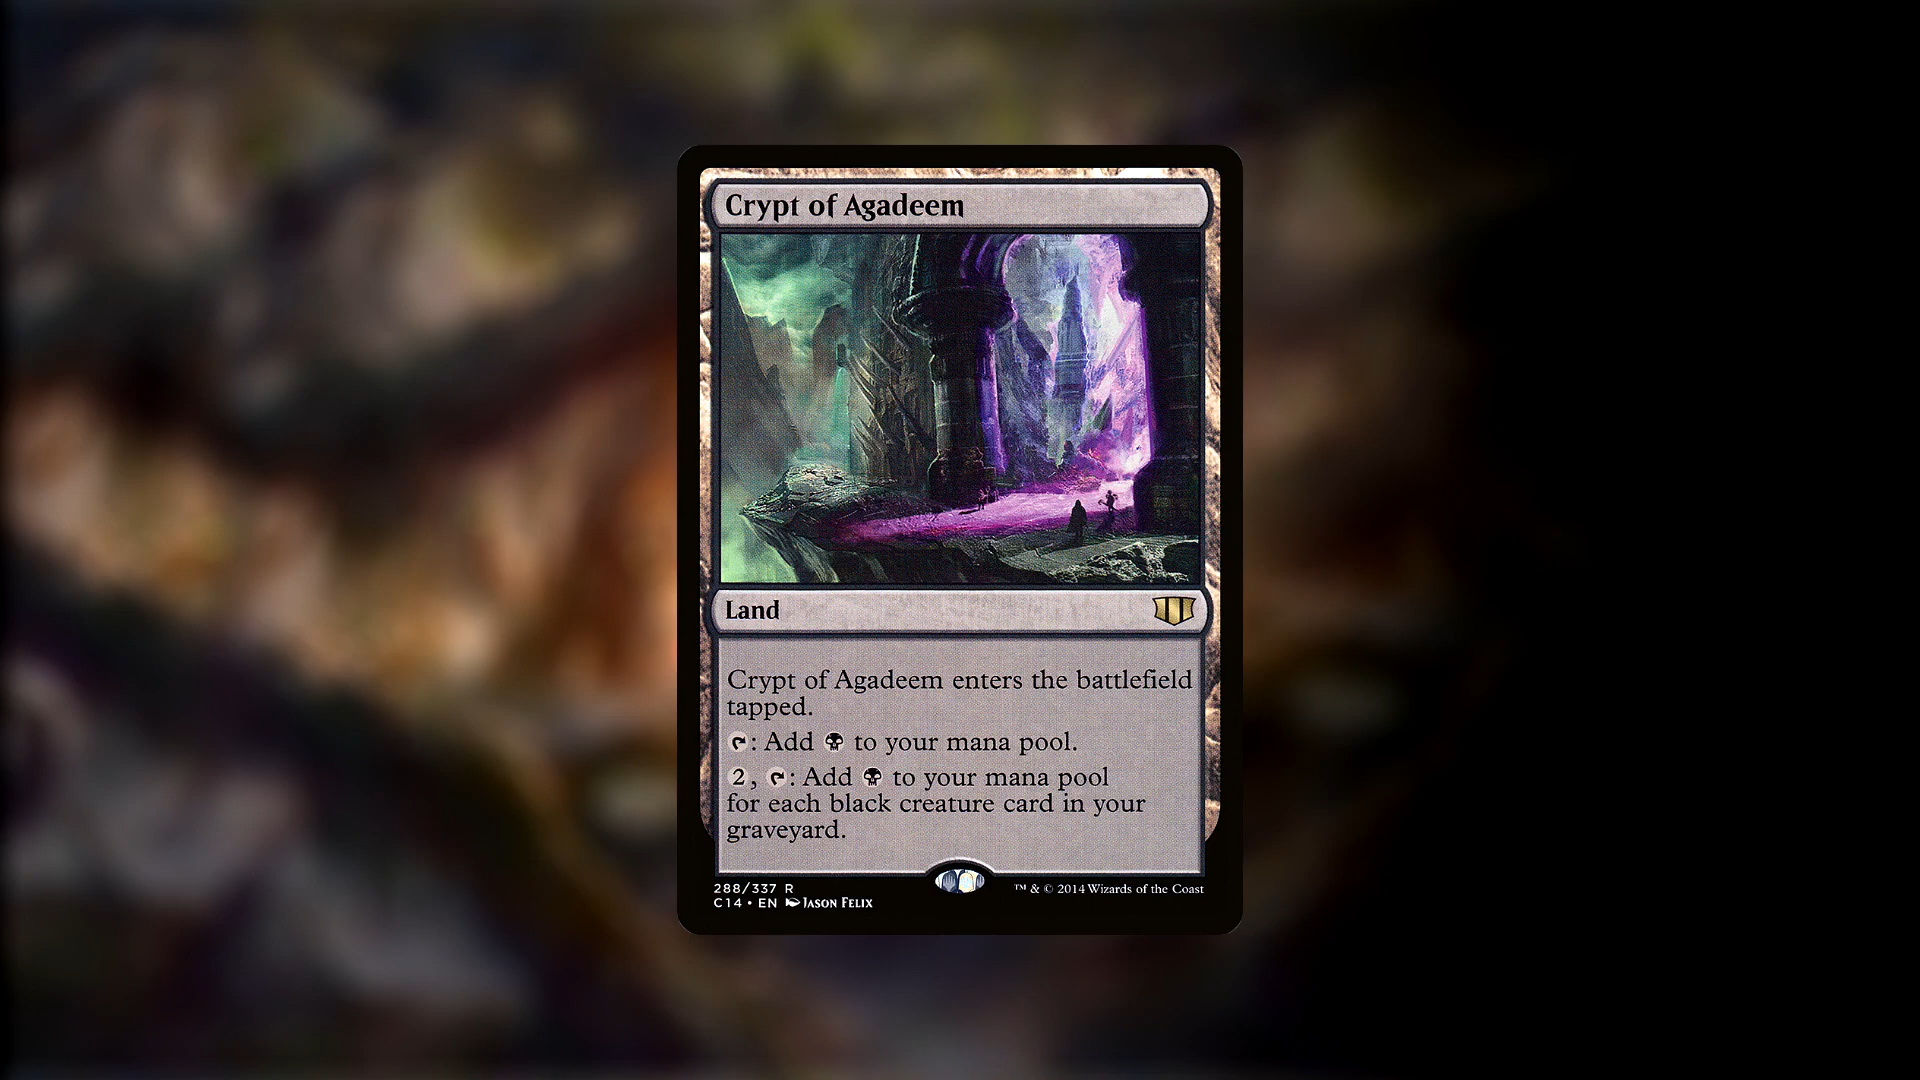 Crypt of Agadeem
Land
Crypt of Agadeem enters the battlefield
tapped.
: Add to your mana pool.
2, : Add to your mana pool
for each black creature card in your
graveyard.
288/337 R
™ & © 2014 Wizards of the Coast
C14 • EN Jason Felix